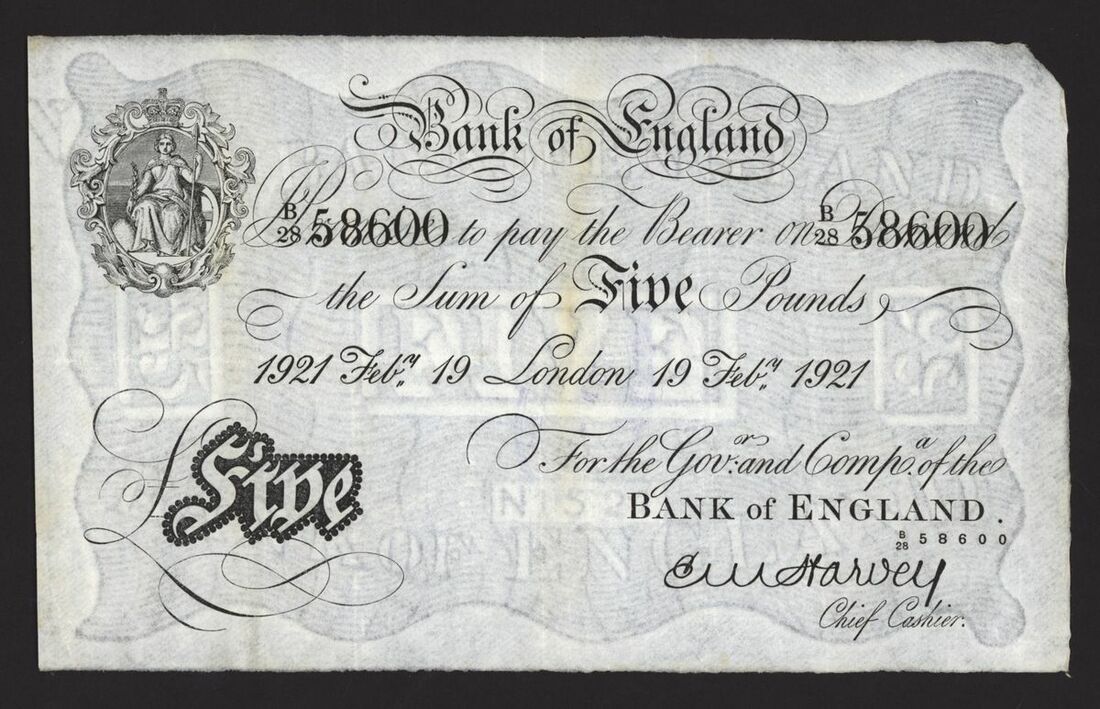 Bank of England
B/28 58600 to pay the Bearer on B/28 58600
the Sum of Five Pounds,
1921 Feb.ry 19 London 19 Feb.ry 1921
For the Gov.or and Comp.a of the
BANK of ENGLAND.
B/28 58600
£Five
Chief Cashier.